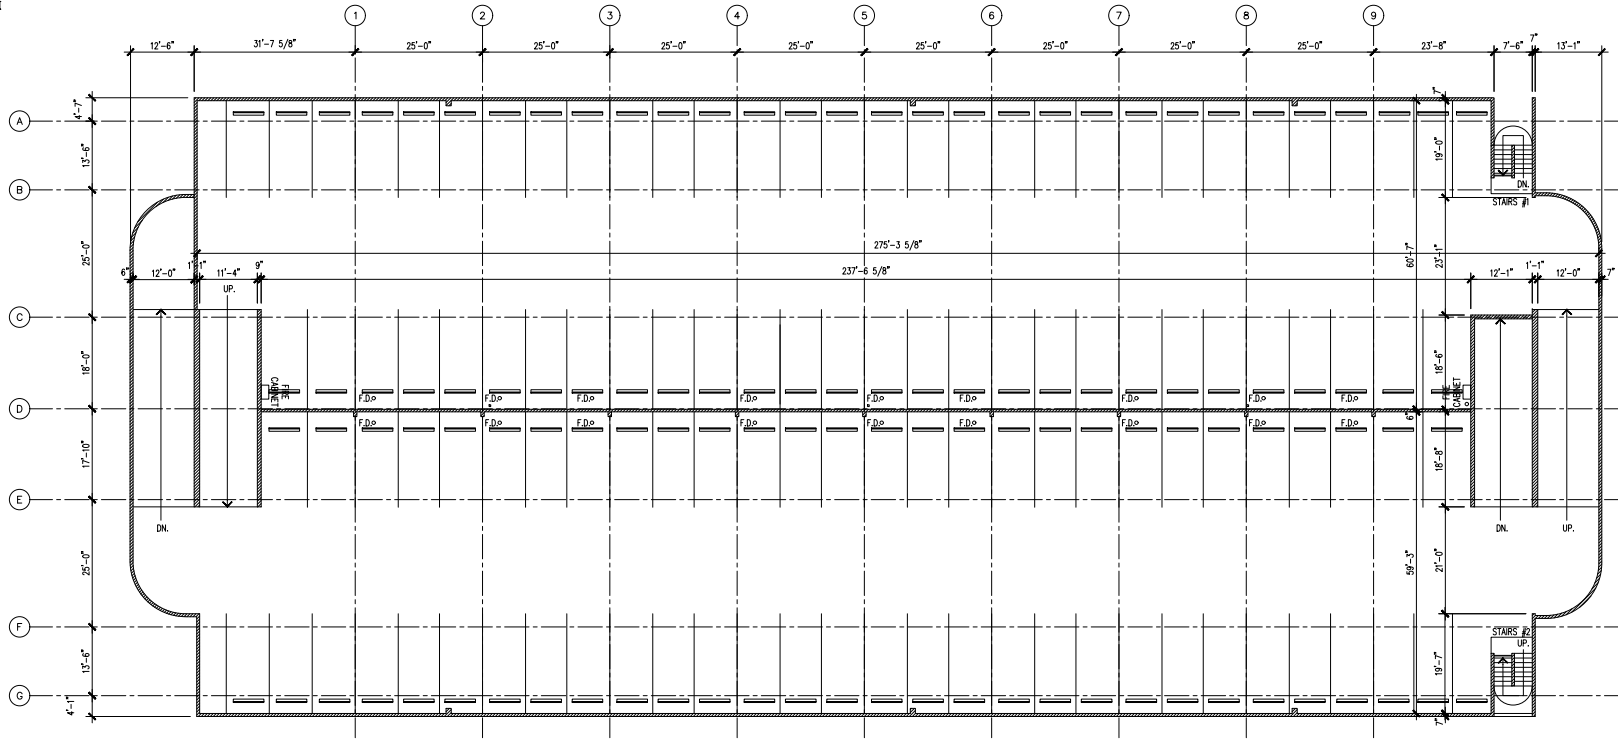 1 2 3 4 5 6 7 8 9
12'-6" 31'-7 5/8" 25'-0" 25'-0" 25'-0" 25'-0" 25'-0" 25'-0" 25'-0" 25'-0" 23'-8" 7'-6" 7" 13'-1"
4'-7" 7"
A
13'-6" 19'-0"
B DN.
STAIRS #1
25'-0" 275'-3 5/8" 60'-7" 23'-1"
6" 12'-0" 1'-1" 11'-4" 9" 237'-6 5/8" 12'-1" 1'-1" 12'-0" 7"
UP.
C
18'-0" 18'-6"
FIRE CABINET FIRE CABINET
F.D. F.D. F.D. F.D. F.D. F.D. F.D. F.D. F.D.
D 6"
F.D. F.D. F.D. F.D. F.D. F.D. F.D. F.D. F.D.
17'-10" 18'-8"
E
DN. DN. UP.
25'-0" 59'-3" 21'-0"
F
STAIRS #2
UP.
13'-6" 19'-7"
G
4'-1" 7"